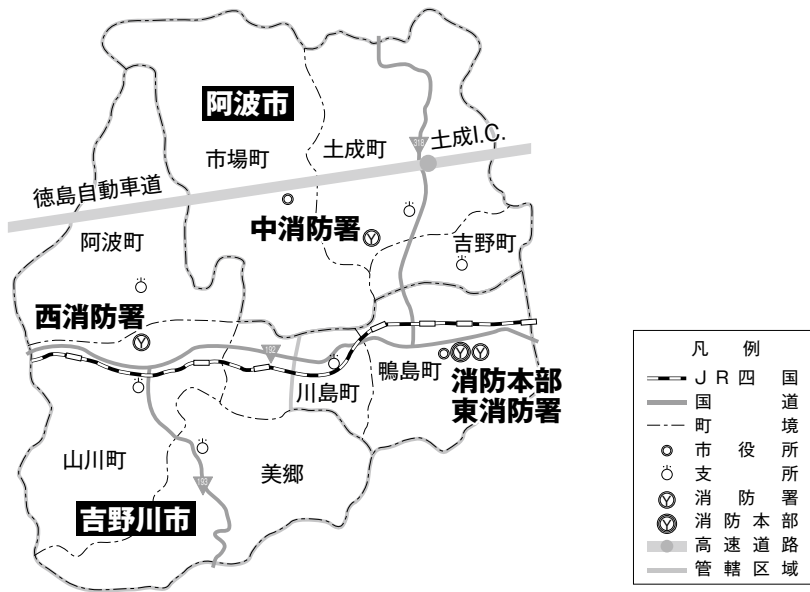 阿波市
318
土成I.C.
土成町
市場町
徳島自動車道
中消防署
阿波町
吉野町
西消防署
192
鴨島町
消防本部
東消防署
川島町
山川町
美郷
193
吉野川市
凡例
JR四国
国道
町境
市役所
支所
消防署
消防本部
高速道路
管轄区域